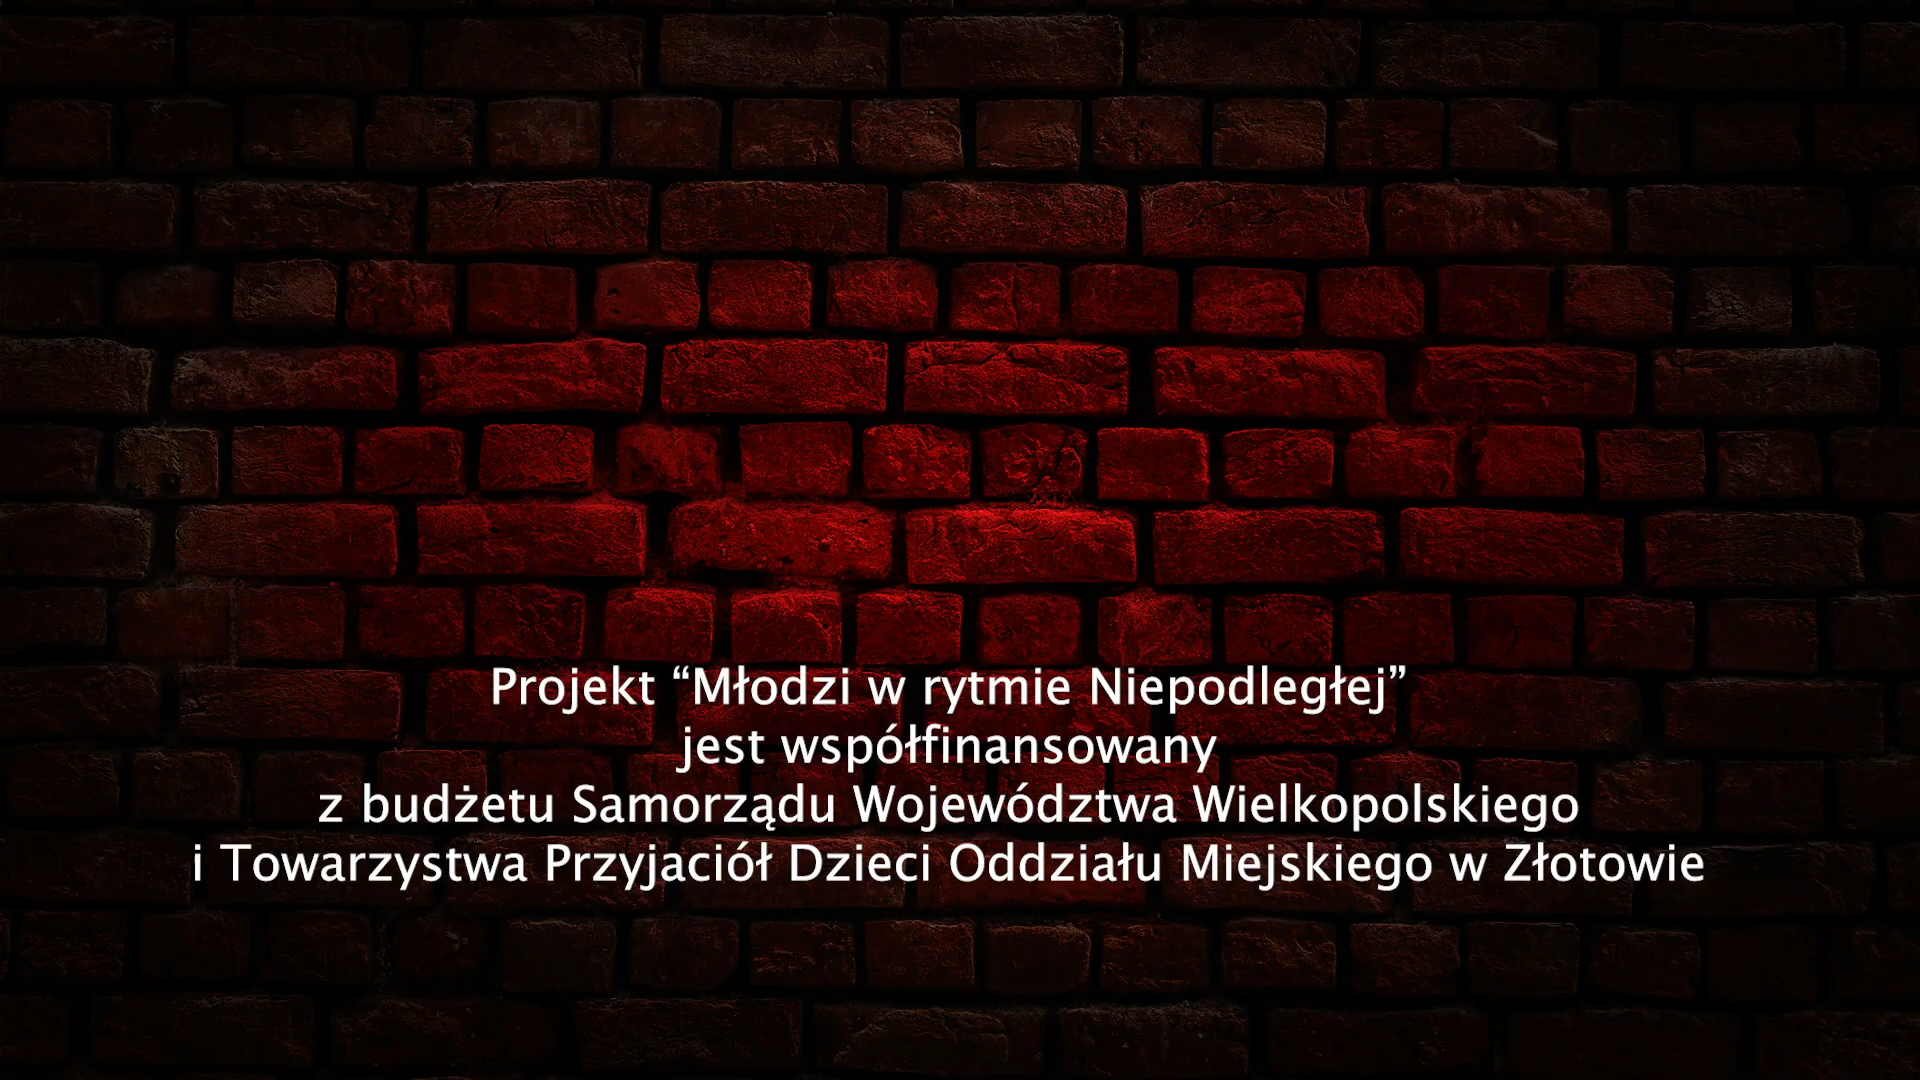 Projekt “Młodzi w rytmie Niepodległej”
jest współfinansowany
z budżetu Samorządu Województwa Wielkopolskiego
i Towarzystwa Przyjaciół Dzieci Oddziału Miejskiego w Złotowie